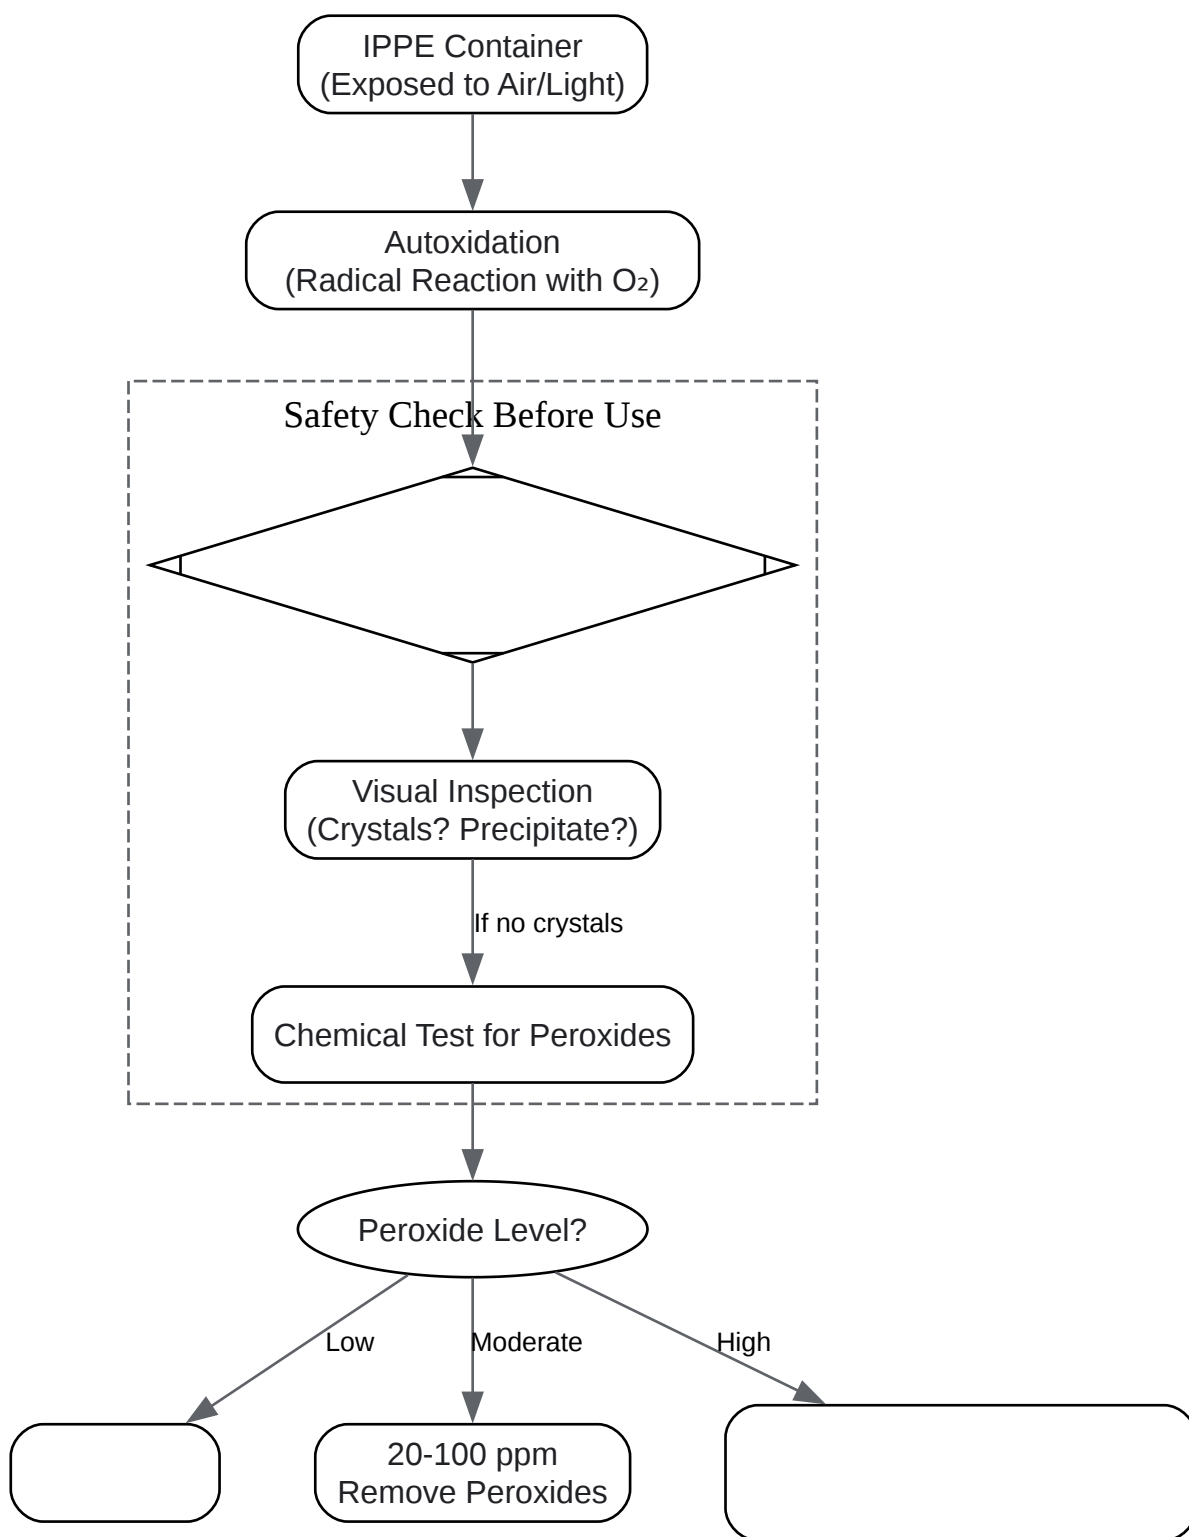 IPPE Container
(Exposed to Air/Light)
Autoxidation
(Radical Reaction with O₂)
Safety Check Before Use
Visual Inspection
(Crystals? Precipitate?)
If no crystals
Chemical Test for Peroxides
Peroxide Level?
Low
Moderate
High
20-100 ppm
Remove Peroxides